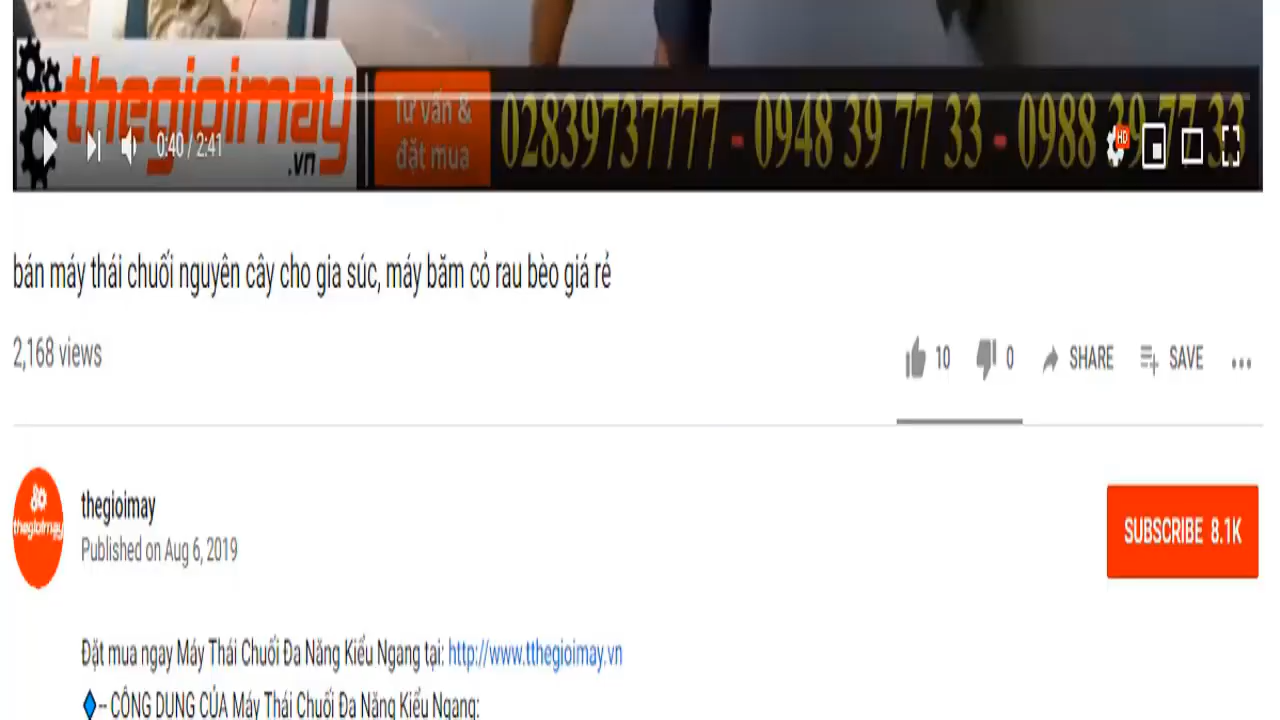 thegioimay
.vn
Tư vấn &
đặt mua
02839737777 - 0948 39 77 33 - 0988 39 77 33
HD
0:40 / 2:41
bán máy thái chuối nguyên cây cho gia súc, máy băm cỏ rau bèo giá rẻ
2,168 views
10 0 SHARE SAVE
thegioimay
thegioimay
Published on Aug 6, 2019
SUBSCRIBE 8.1K
Đặt mua ngay Máy Thái Chuối Đa Năng Kiểu Ngang tại: http://www.tthegioimay.vn
-- CÔNG DỤNG CỦA Máy Thái Chuối Đa Năng Kiểu Ngang: